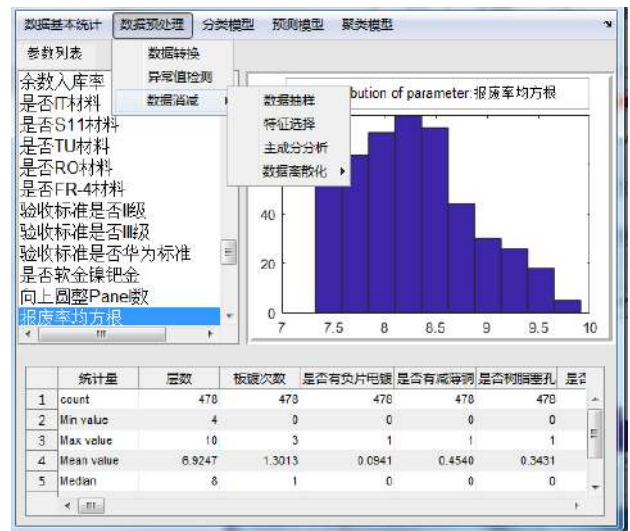 数据基本统计 数据预处理 分类模型 预测模型 聚类模型
参数列表
数据转换
异常值检测
数据消减
数据抽样
特征选择
主成分分析
数据离散化
余数入库率
是否IT材料
是否S11材料
是否TU材料
是否RO材料
是否FR-4材料
验收标准是否II级
验收标准是否III级
验收标准是否华为标准
是否软金镍钯金
向上圆整Panel数
报废率均方根
bution of parameter:报废率均方根
40
20
0
7 7.5 8 8.5 9 9.5 10
统计量 层数 板镀次数 是否有负片电镀 是否有减薄铜 是否树脂塞孔 是否
1 count 478 478 478 478 478
2 Min value 4 0 0 0 0
3 Max value 10 3 1 1 1
4 Mean value 6.9247 1.3013 0.0941 0.4540 0.3431
5 Median 8 1 0 0 0